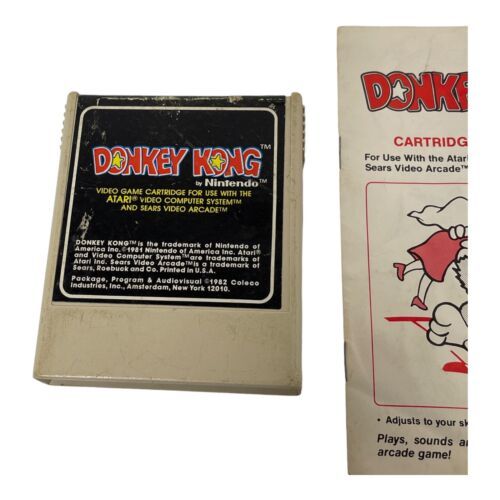 DONKEY KONG™
by Nintendo™
VIDEO GAME CARTRIDGE FOR USE WITH THE
ATARI® VIDEO COMPUTER SYSTEM™
AND SEARS VIDEO ARCADE™
DONKEY KONG™ is the trademark of Nintendo of
America Inc. ©1981 Nintendo of America Inc. Atari®
and Video Computer System™ are trademarks of
Atari Inc. Sears Video Arcade™ is a trademark of
Sears, Roebuck and Co. Printed in U.S.A.
Package, Program & Audiovisual ©1982 Coleco
Industries, Inc., Amsterdam, New York 12010.
DONK
CARTRIDG
For Use With the Atar
Sears Video Arcade™
• Adjusts to your sk
Plays, sounds a
arcade game!